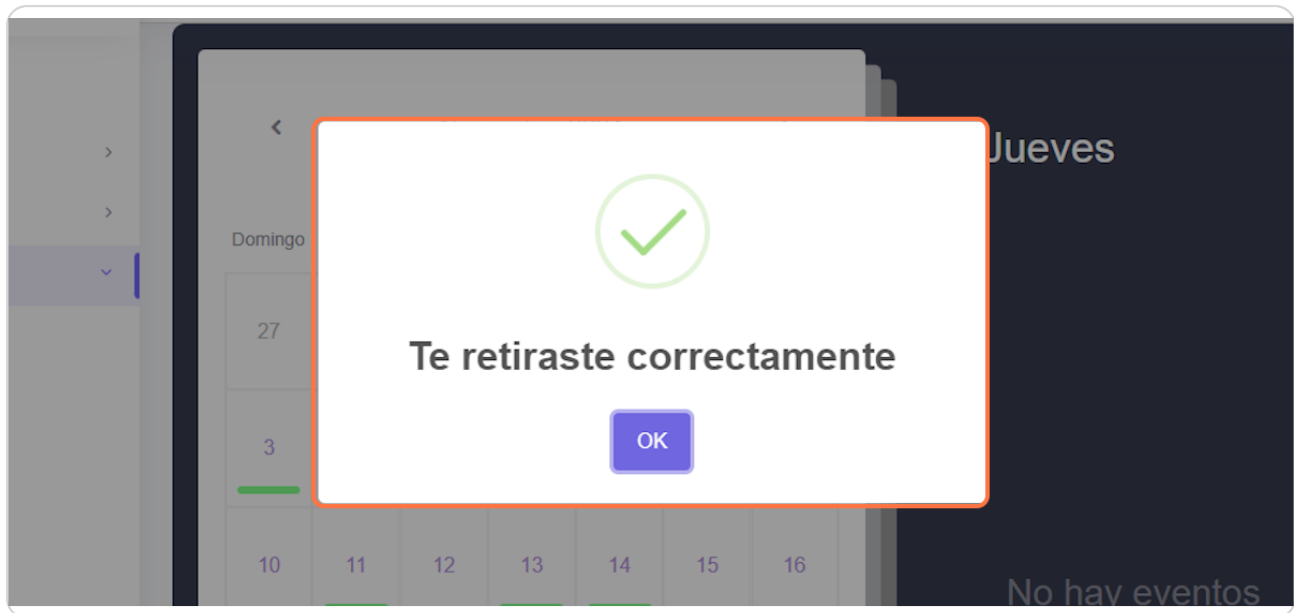 Jueves
Domingo
27
Te retiraste correctamente
3
OK
10 11 12 13 14 15 16
No hay eventos